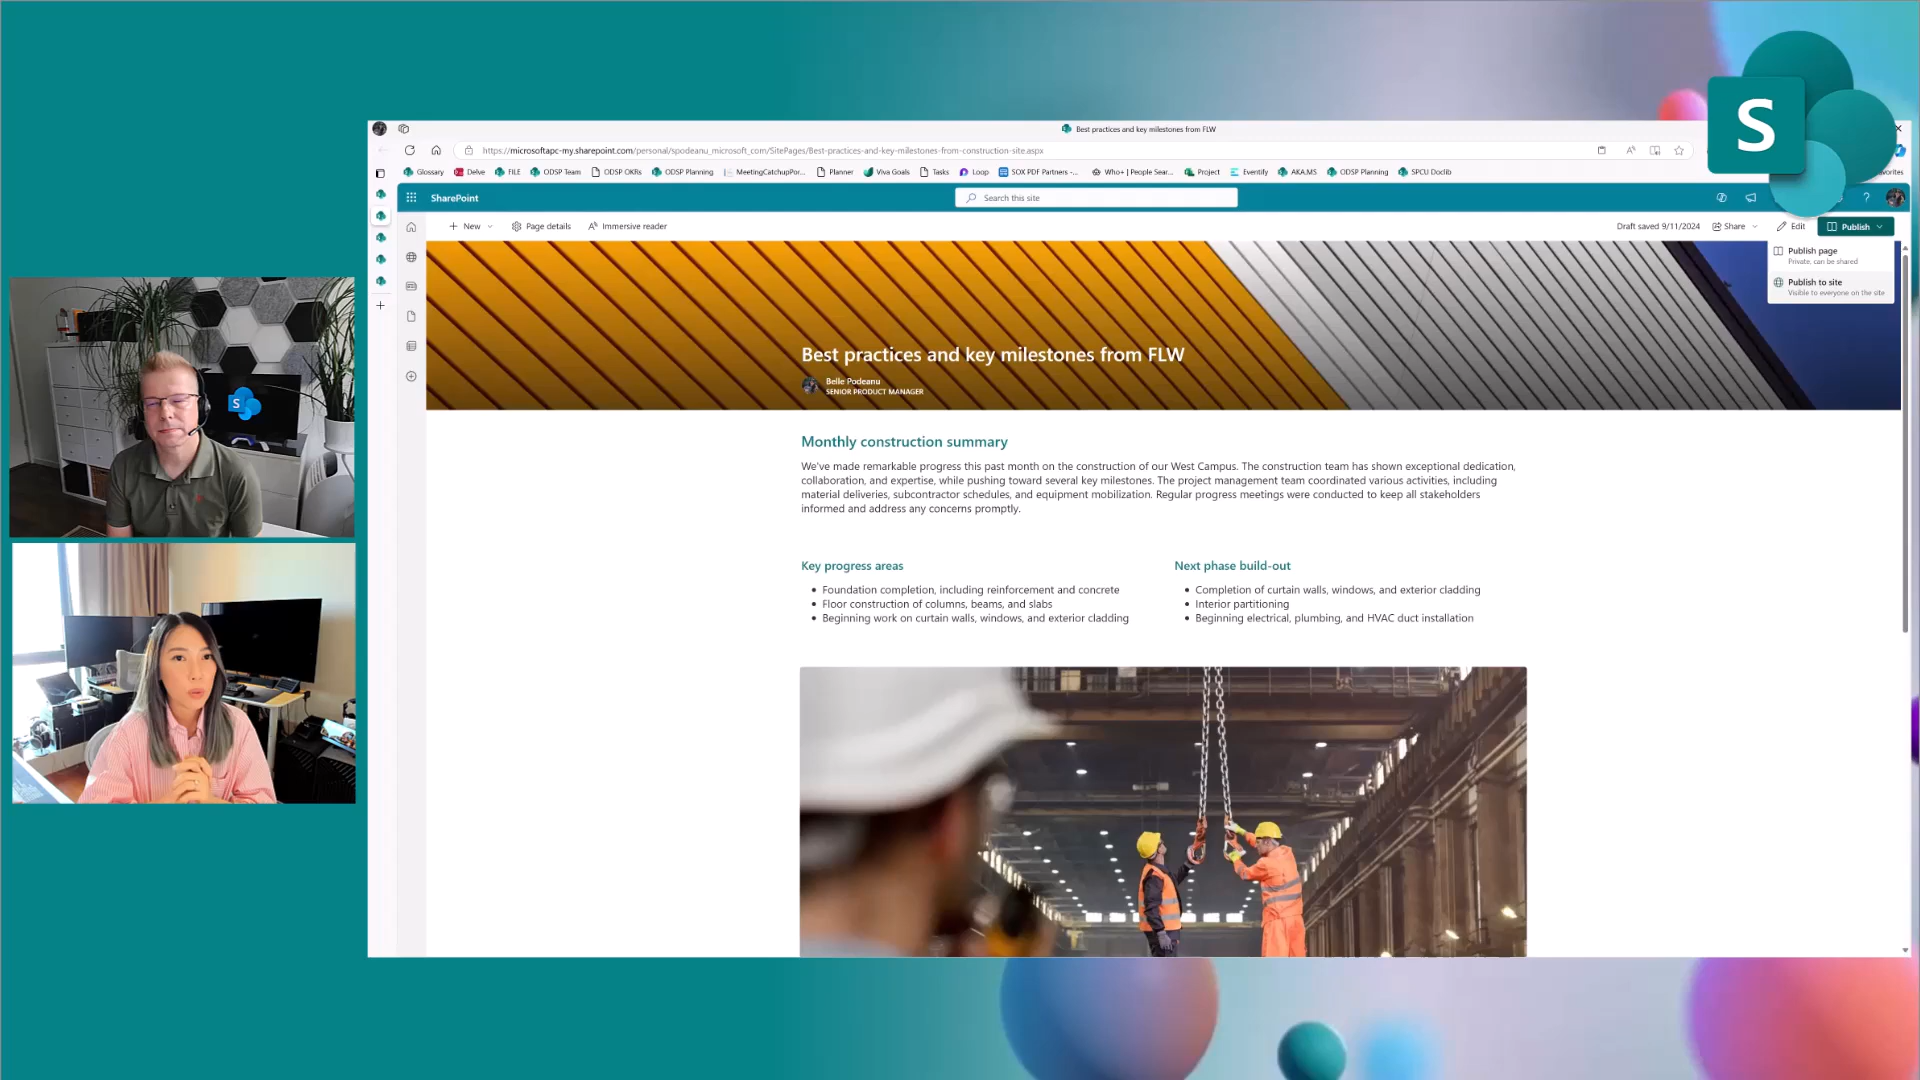 S
Best practices and key milestones from FLW
https://microsoftapc-my.sharepoint.com/personal/spodeanu_microsoft_com/SitePages/Best-practices-and-key-milestones-from-construction-site.aspx
Glossary
Delve
FILE
ODSP Team
ODSP OKRs
ODSP Planning
MeetingCatchupPor...
Planner
Viva Goals
Tasks
Loop
SOX PDF Partners -...
Who+ | People Sear...
Project
Eventify
AKA.MS
ODSP Planning
SPCU Doclib
SharePoint
Search this site
?
New
Page details
Immersive reader
Draft saved 9/11/2024
Share
Edit
Publish
Publish page
Private, can be shared
Publish to site
Visible to everyone on the site
Best practices and key milestones from FLW
Belle Podeanu
SENIOR PRODUCT MANAGER
Monthly construction summary
We've made remarkable progress this past month on the construction of our West Campus. The construction team has shown exceptional dedication,
collaboration, and expertise, while pushing toward several key milestones. The project management team coordinated various activities, including
material deliveries, subcontractor schedules, and equipment mobilization. Regular progress meetings were conducted to keep all stakeholders
informed and address any concerns promptly.
Key progress areas
Foundation completion, including reinforcement and concrete
Floor construction of columns, beams, and slabs
Beginning work on curtain walls, windows, and exterior cladding
Next phase build-out
Completion of curtain walls, windows, and exterior cladding
Interior partitioning
Beginning electrical, plumbing, and HVAC duct installation
S